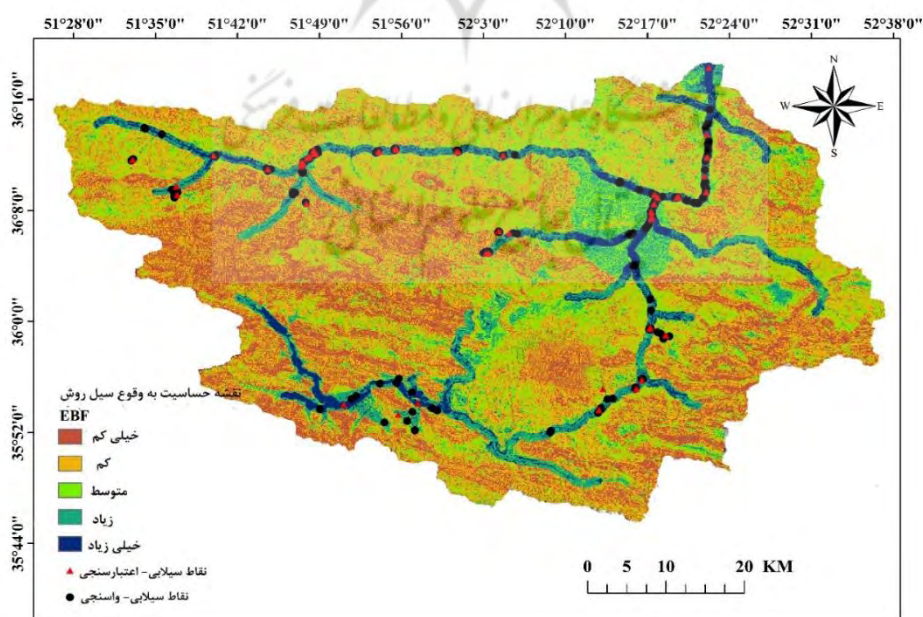 51°28'0" 51°35'0" 51°42'0" 51°49'0" 51°56'0" 52°3'0" 52°10'0" 52°17'0" 52°24'0" 52°31'0" 52°38'0"
36°16'0"
36°8'0"
36°0'0"
35°52'0"
35°44'0"
N
W E
S
نقشه حساسیت به وقوع سیل روش
EBF
خیلی کم
کم
متوسط
زیاد
خیلی زیاد
نقاط سیلابی- اعتبارسنجی
نقاط سیلابی- واسنجی
0 5 10 20 KM